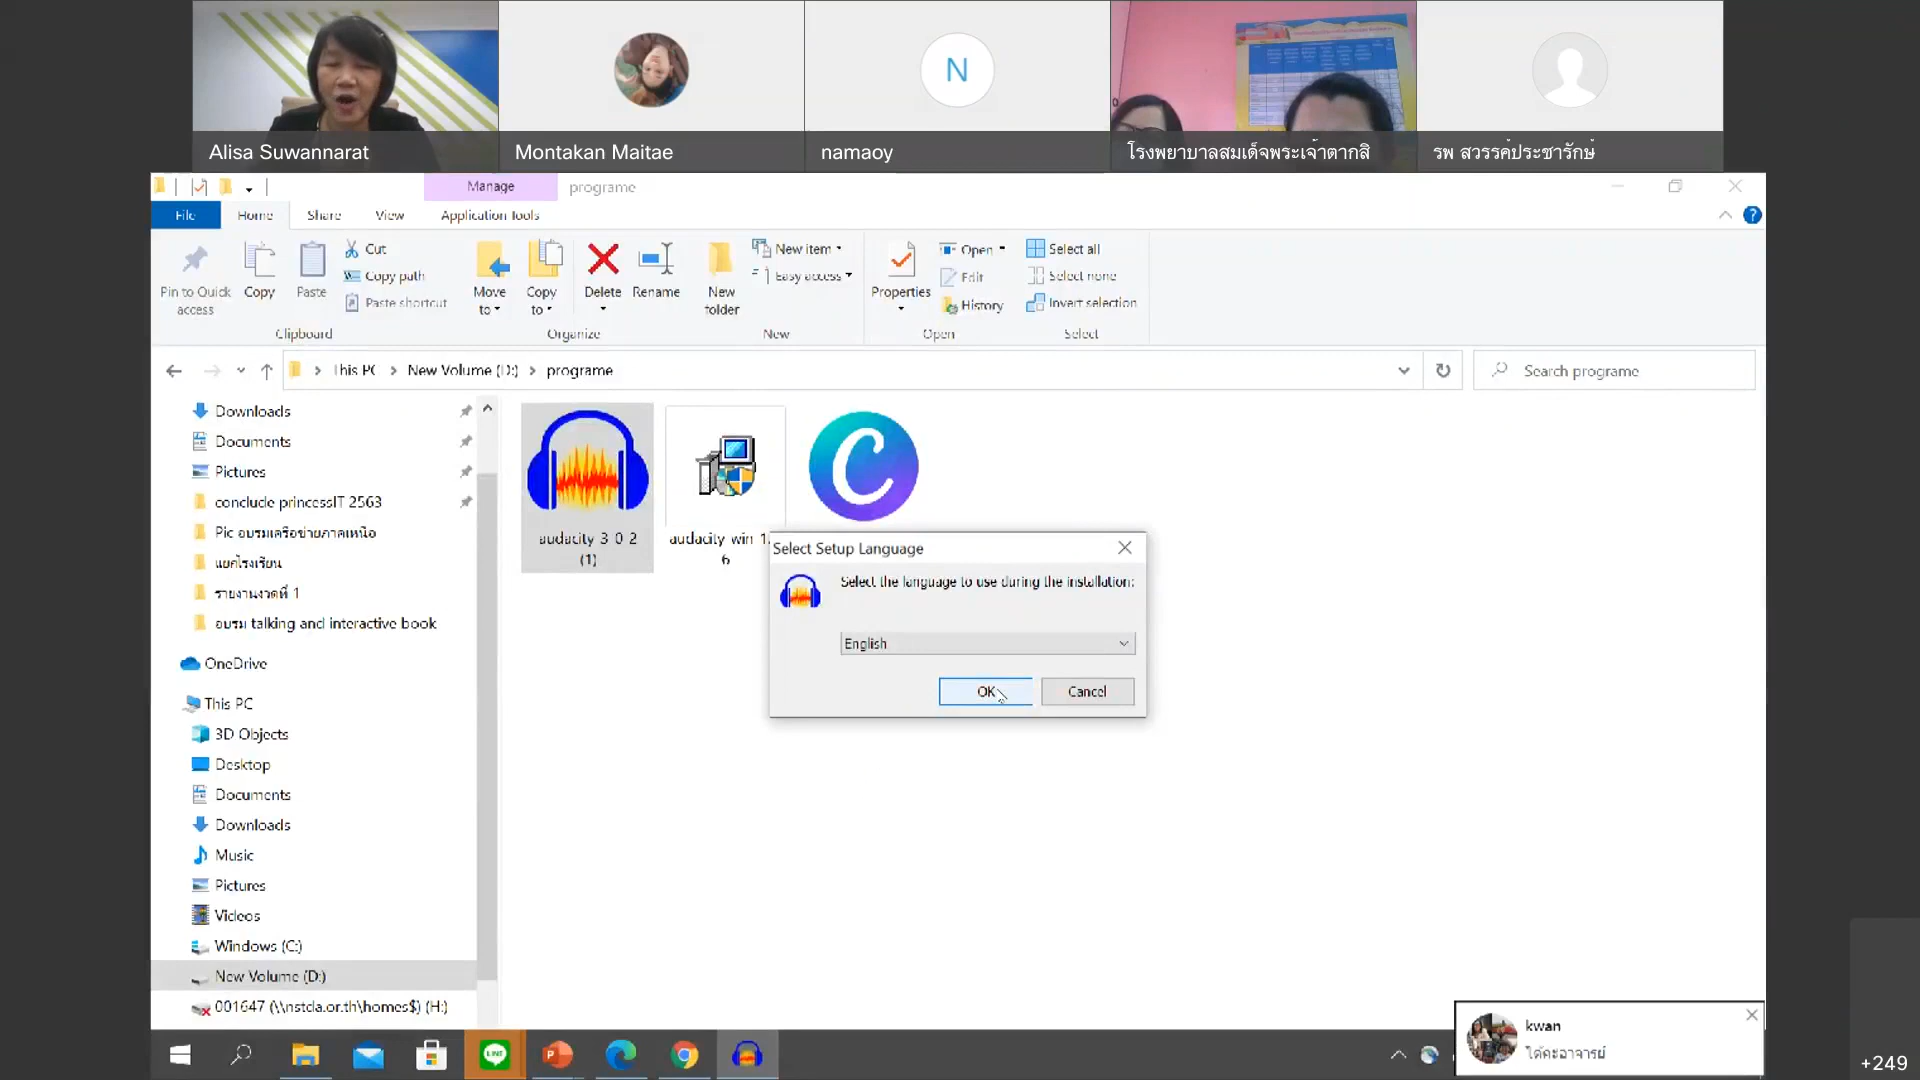 Alisa Suwannarat
Montakan Maitae
N
namaoy
โรงพยาบาลสมเด็จพระเจ้าตากสิ
รพ สวรรค์ประชารักษ์
Manage
programe
File
Home
Share
View
Application Tools
Pin to Quick access
Copy
Paste
Cut
Copy path
Paste shortcut
Clipboard
Move to
Copy to
Delete
Rename
Organize
New folder
New item
Easy access
New
Properties
Open
Edit
History
Open
Select all
Select none
Invert selection
Select
This PC
New Volume (D:)
programe
Search programe
Downloads
Documents
Pictures
conclude princessIT 2563
Pic อบรมเครือข่ายภาคเหนือ
แยกโรงเรียน
รายงานงวดที่ 1
อบรม talking and interactive book
OneDrive
This PC
3D Objects
Desktop
Documents
Downloads
Music
Pictures
Videos
Windows (C:)
New Volume (D:)
001647 (\\nstda.or.th\homes$) (H:)
audacity 3 0 2
(1)
audacity win 1
6
Select Setup Language
Select the language to use during the installation:
English
OK
Cancel
LINE
kwan
ได้ค่ะอาจารย์
+249